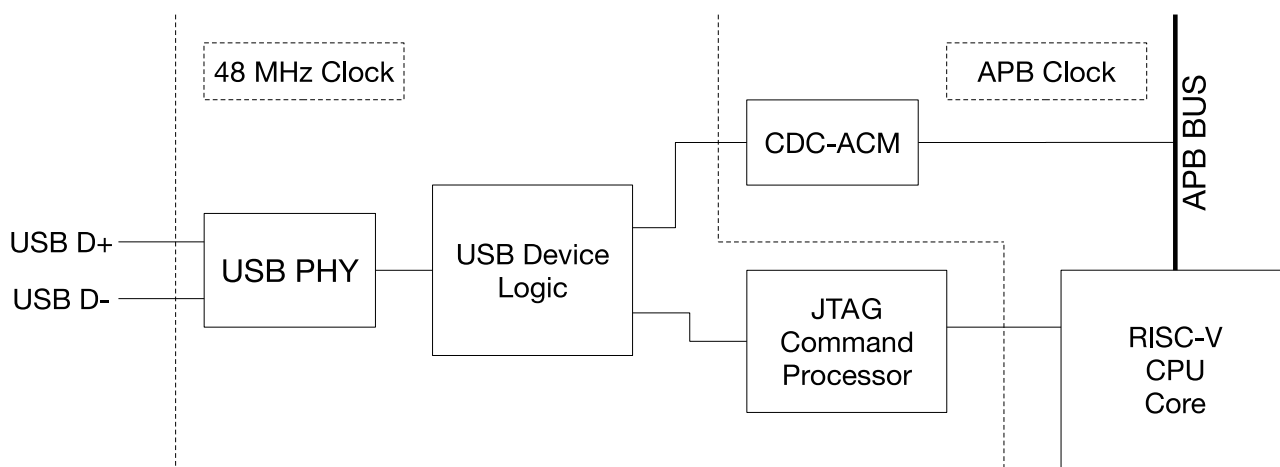 48 MHz Clock
APB Clock
APB BUS
CDC-ACM
USB D+
USB D-
USB PHY
USB Device
Logic
JTAG
Command
Processor
RISC-V
CPU
Core